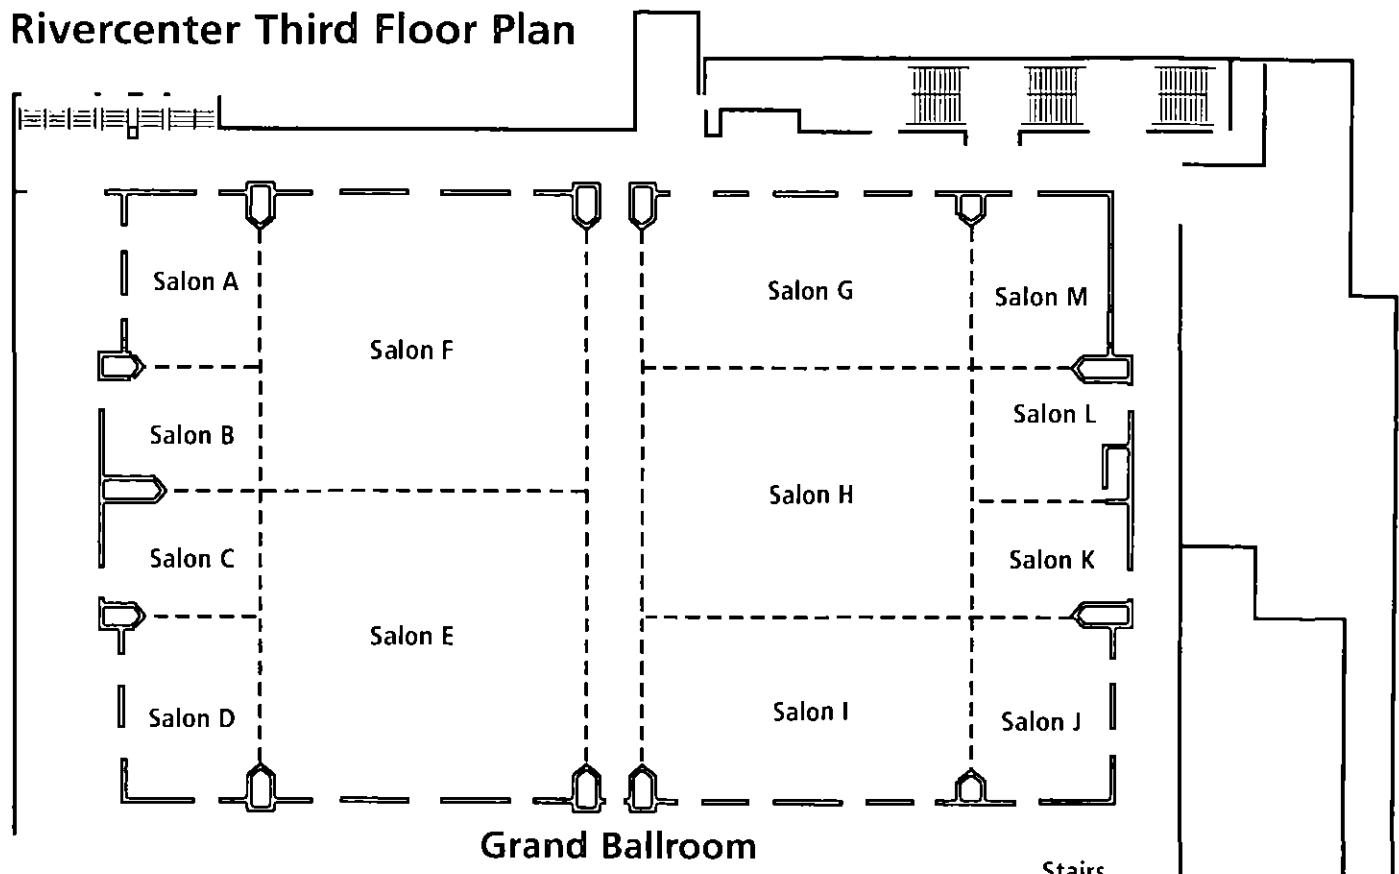 Rivercenter Third Floor Plan
Salon A
Salon F
Salon G
Salon M
Salon B
Salon L
Salon H
Salon C
Salon K
Salon E
Salon D
Salon I
Salon J
Grand Ballroom
Stairs